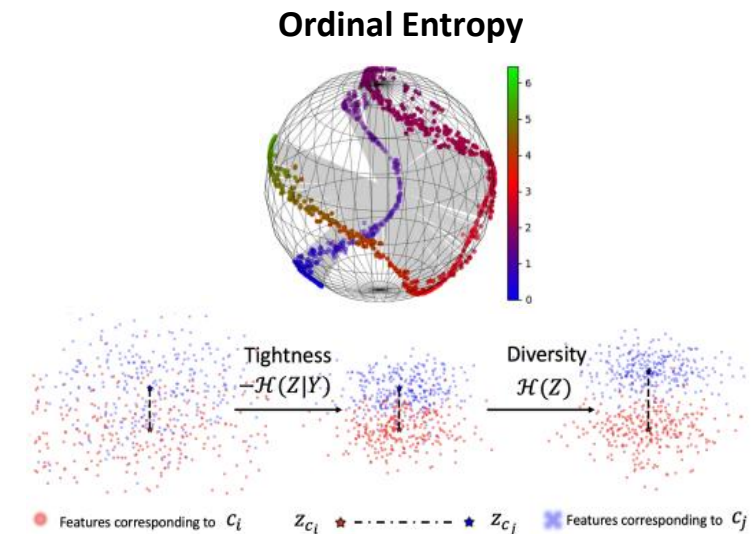 Ordinal Entropy
6
5
4
3
2
1
0
Tightness
−ℋ(Z|Y)
Diversity
ℋ(Z)
Features corresponding to c_i
z_{c_i} z_{c_j}
Features corresponding to c_j